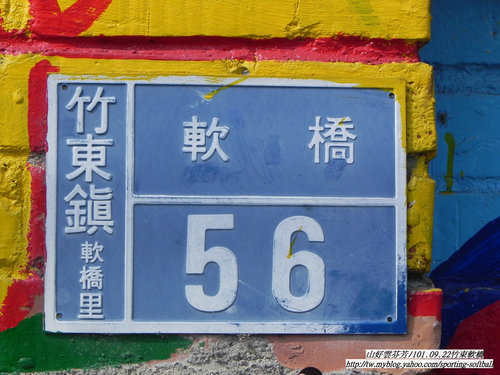 竹東鎮
軟橋里
軟橋
56
山好雲芬芳/101.09.22竹東軟橋
http://tw.myblog.yahoo.com/sporting-softball